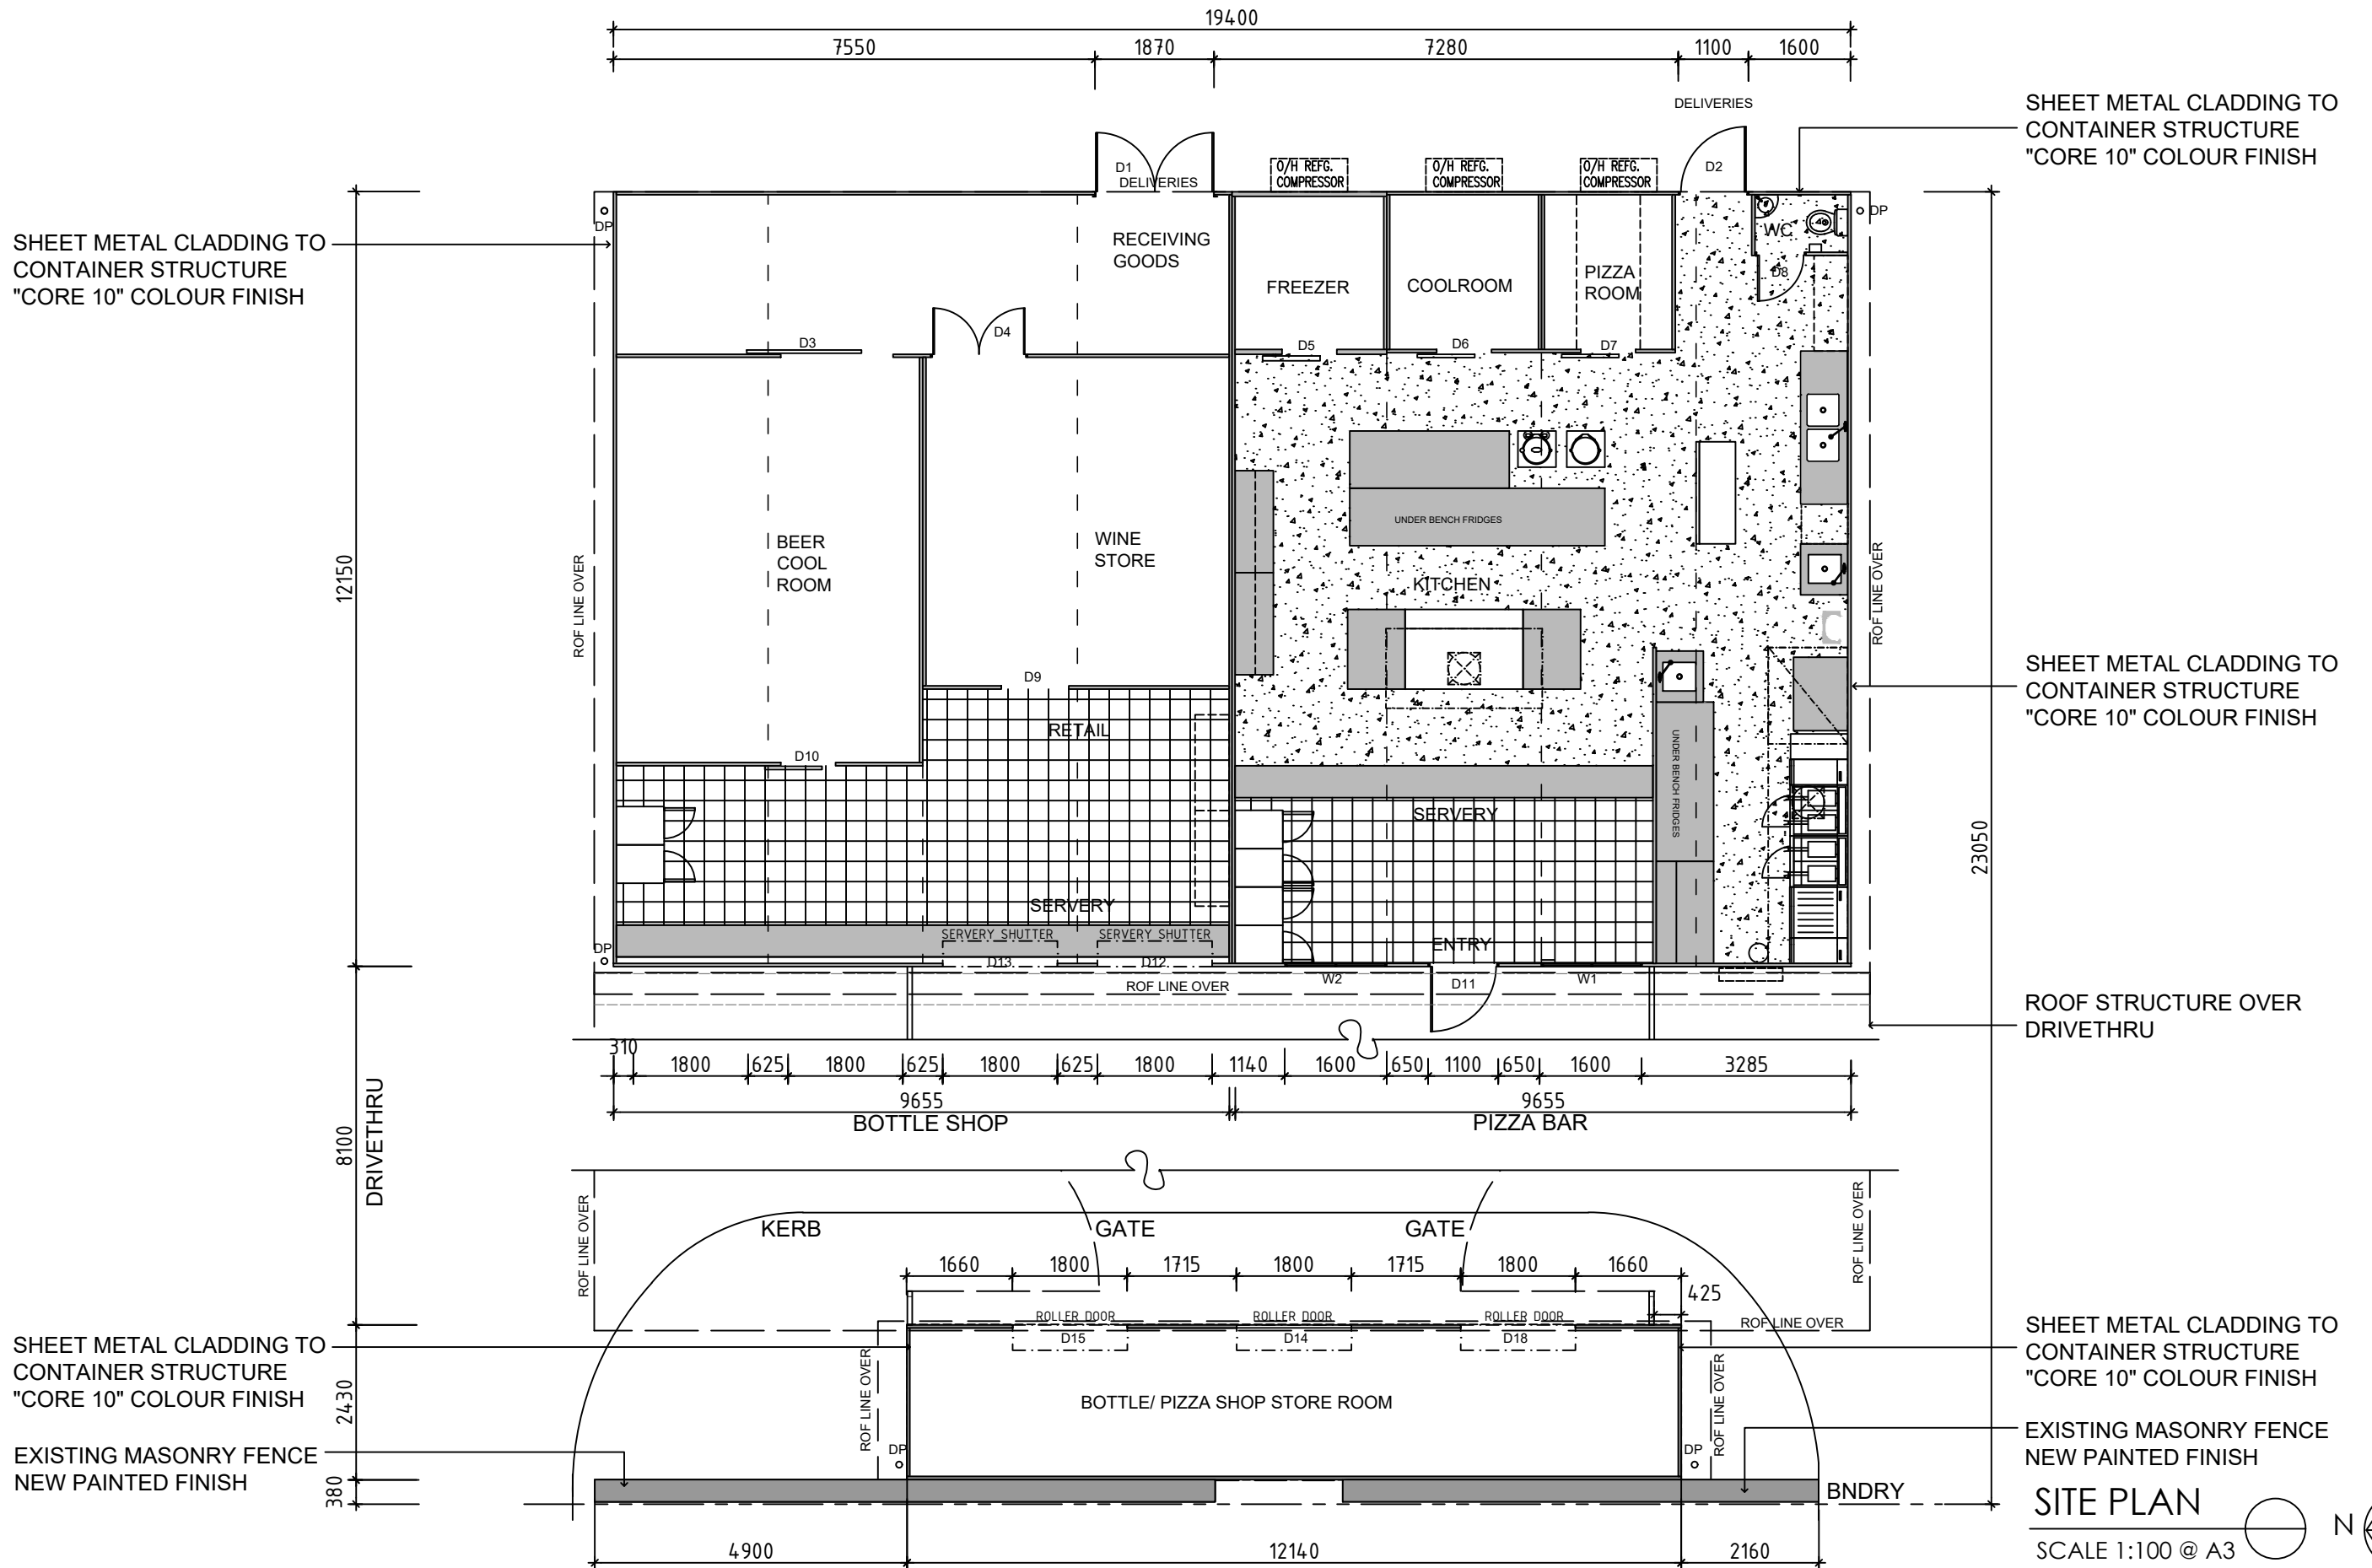 19400
7550
1870
7280
1100
1600
DELIVERIES
SHEET METAL CLADDING TO
CONTAINER STRUCTURE
"CORE 10" COLOUR FINISH
D1
DELIVERIES
O/H REFG.
COMPRESSOR
O/H REFG.
COMPRESSOR
O/H REFG.
COMPRESSOR
D2
DP
DP
SHEET METAL CLADDING TO
CONTAINER STRUCTURE
"CORE 10" COLOUR FINISH
RECEIVING
GOODS
WC
D8
FREEZER
COOLROOM
PIZZA
ROOM
D3
D4
D5
D6
D7
12150
ROF LINE OVER
BEER
COOL
ROOM
WINE
STORE
UNDER BENCH FRIDGES
KITCHEN
ROF LINE OVER
SHEET METAL CLADDING TO
CONTAINER STRUCTURE
"CORE 10" COLOUR FINISH
D9
RETAIL
D10
UNDER BENCH FRIDGES
SERVERY
23050
SERVERY
SERVERY SHUTTER
SERVERY SHUTTER
ENTRY
DP
D13
D12
W2
D11
W1
ROF LINE OVER
ROOF STRUCTURE OVER
DRIVETHRU
310
1800
625
1800
625
1800
625
1800
1140
1600
650
1100
650
1600
3285
9655
9655
BOTTLE SHOP
PIZZA BAR
8100
DRIVETHRU
ROF LINE OVER
KERB
GATE
GATE
ROF LINE OVER
1660
1800
1715
1800
1715
1800
1660
425
ROLLER DOOR
ROLLER DOOR
ROLLER DOOR
D15
D14
D18
ROF LINE OVER
SHEET METAL CLADDING TO
CONTAINER STRUCTURE
"CORE 10" COLOUR FINISH
SHEET METAL CLADDING TO
CONTAINER STRUCTURE
"CORE 10" COLOUR FINISH
2430
ROF LINE OVER
BOTTLE/ PIZZA SHOP STORE ROOM
ROF LINE OVER
DP
DP
EXISTING MASONRY FENCE
NEW PAINTED FINISH
EXISTING MASONRY FENCE
NEW PAINTED FINISH
380
BNDRY
4900
12140
2160
SITE PLAN
SCALE 1:100 @ A3
N